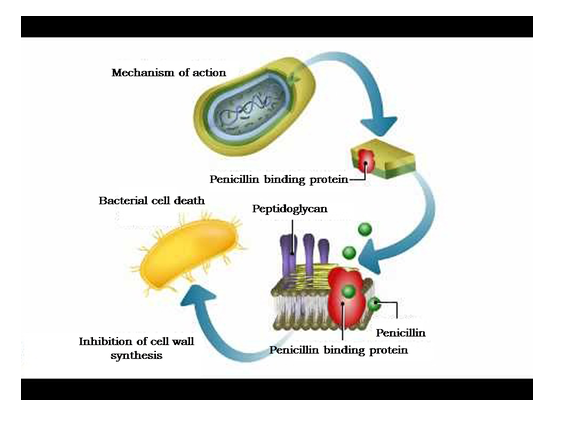 Mechanism of action
Penicillin binding protein
Bacterial cell death
Peptidoglycan
Penicillin
Penicillin binding protein
Inhibition of cell wall
synthesis